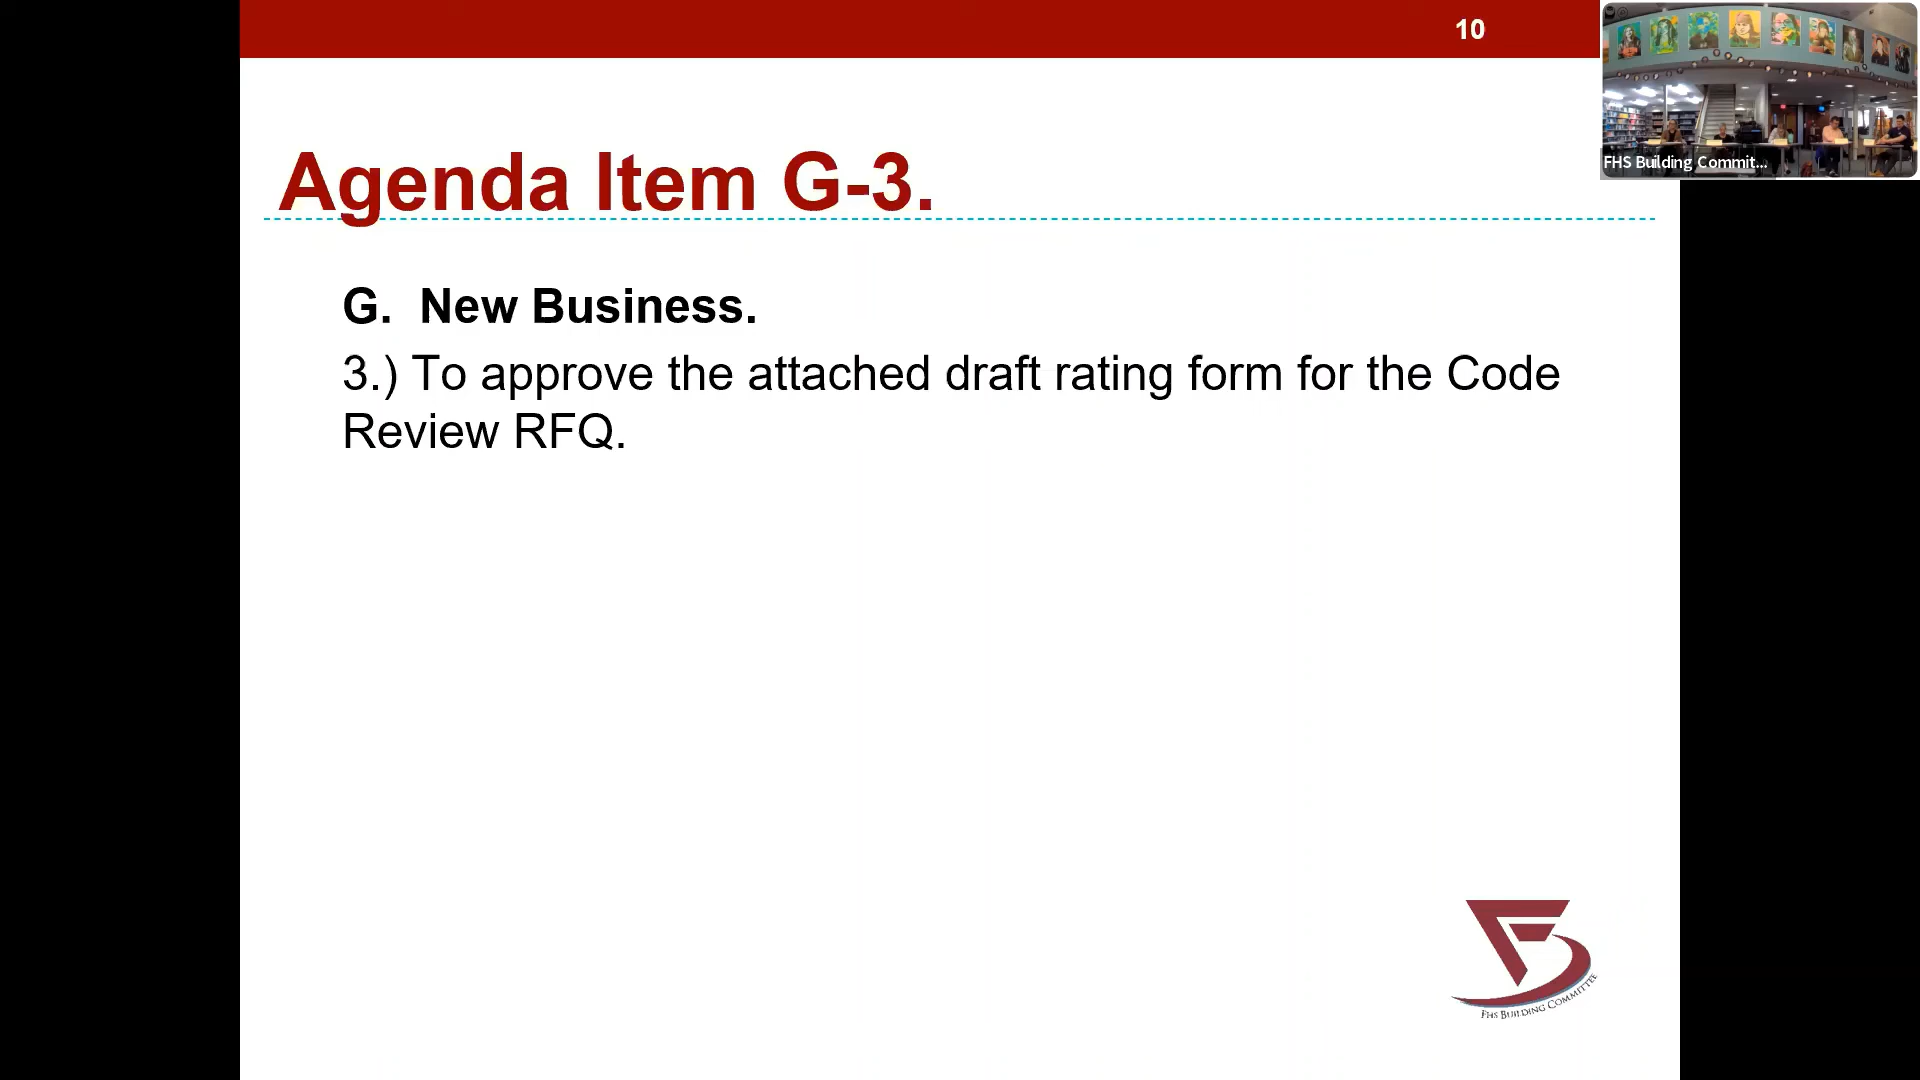 10
FHS Building Commit...
Agenda Item G-3.
G. New Business.
3.) To approve the attached draft rating form for the Code
Review RFQ.
FHS BUILDING COMMITTEE